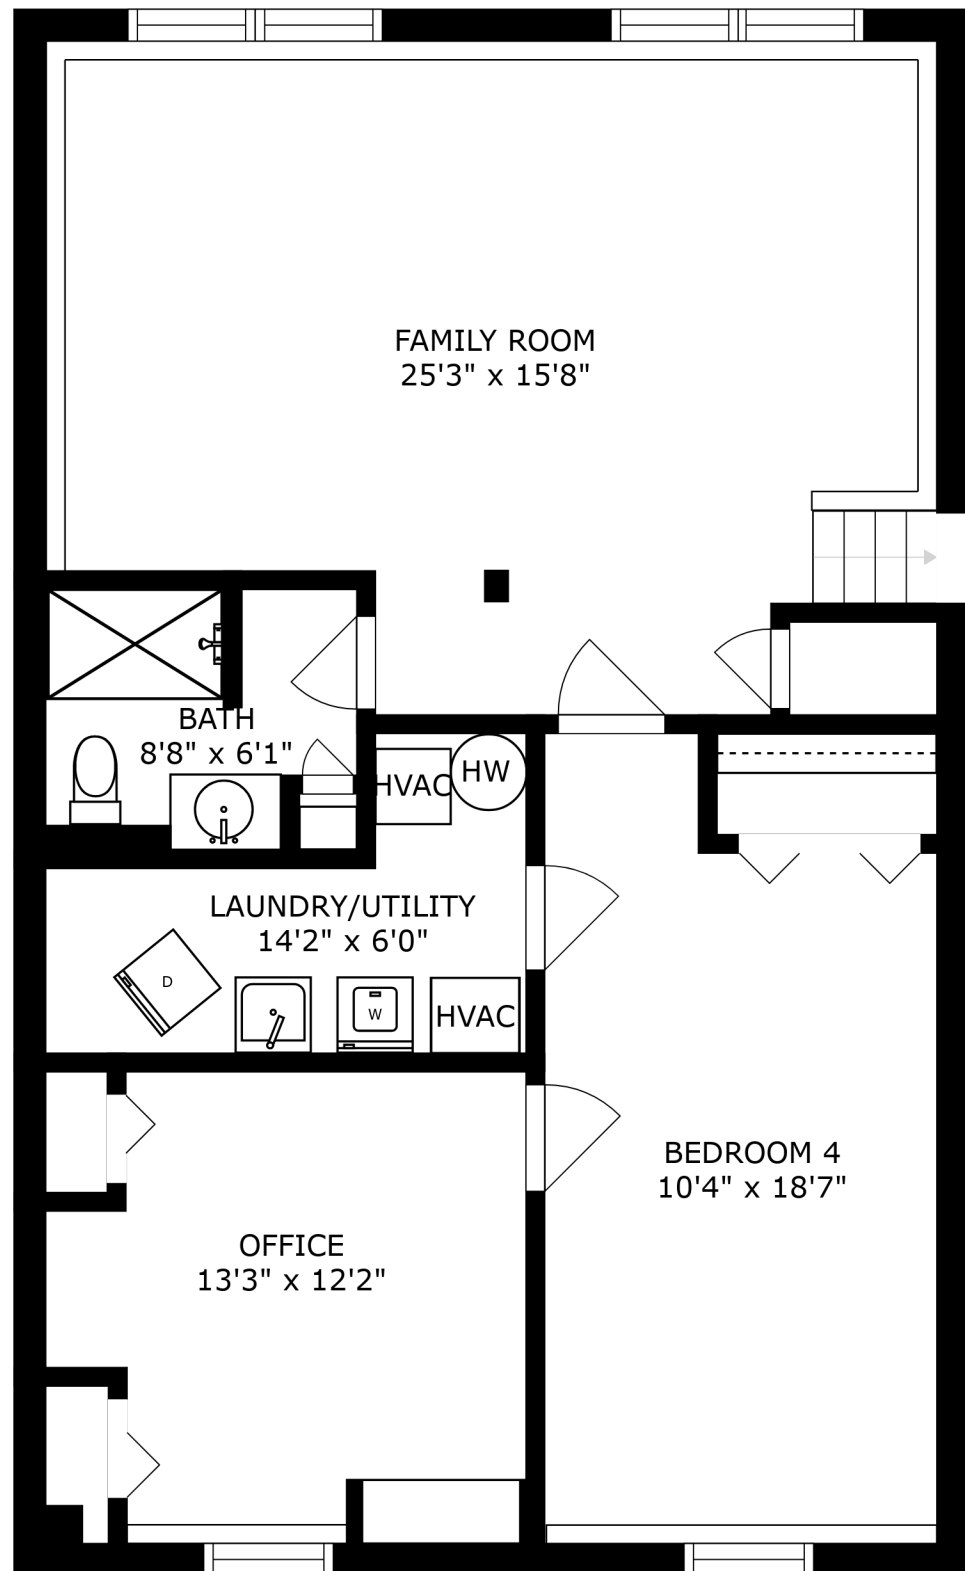 FAMILY ROOM
25'3" x 15'8"
BATH
8'8" x 6'1"
HVAC
HW
LAUNDRY/UTILITY
14'2" x 6'0"
D
W
HVAC
BEDROOM 4
10'4" x 18'7"
OFFICE
13'3" x 12'2"